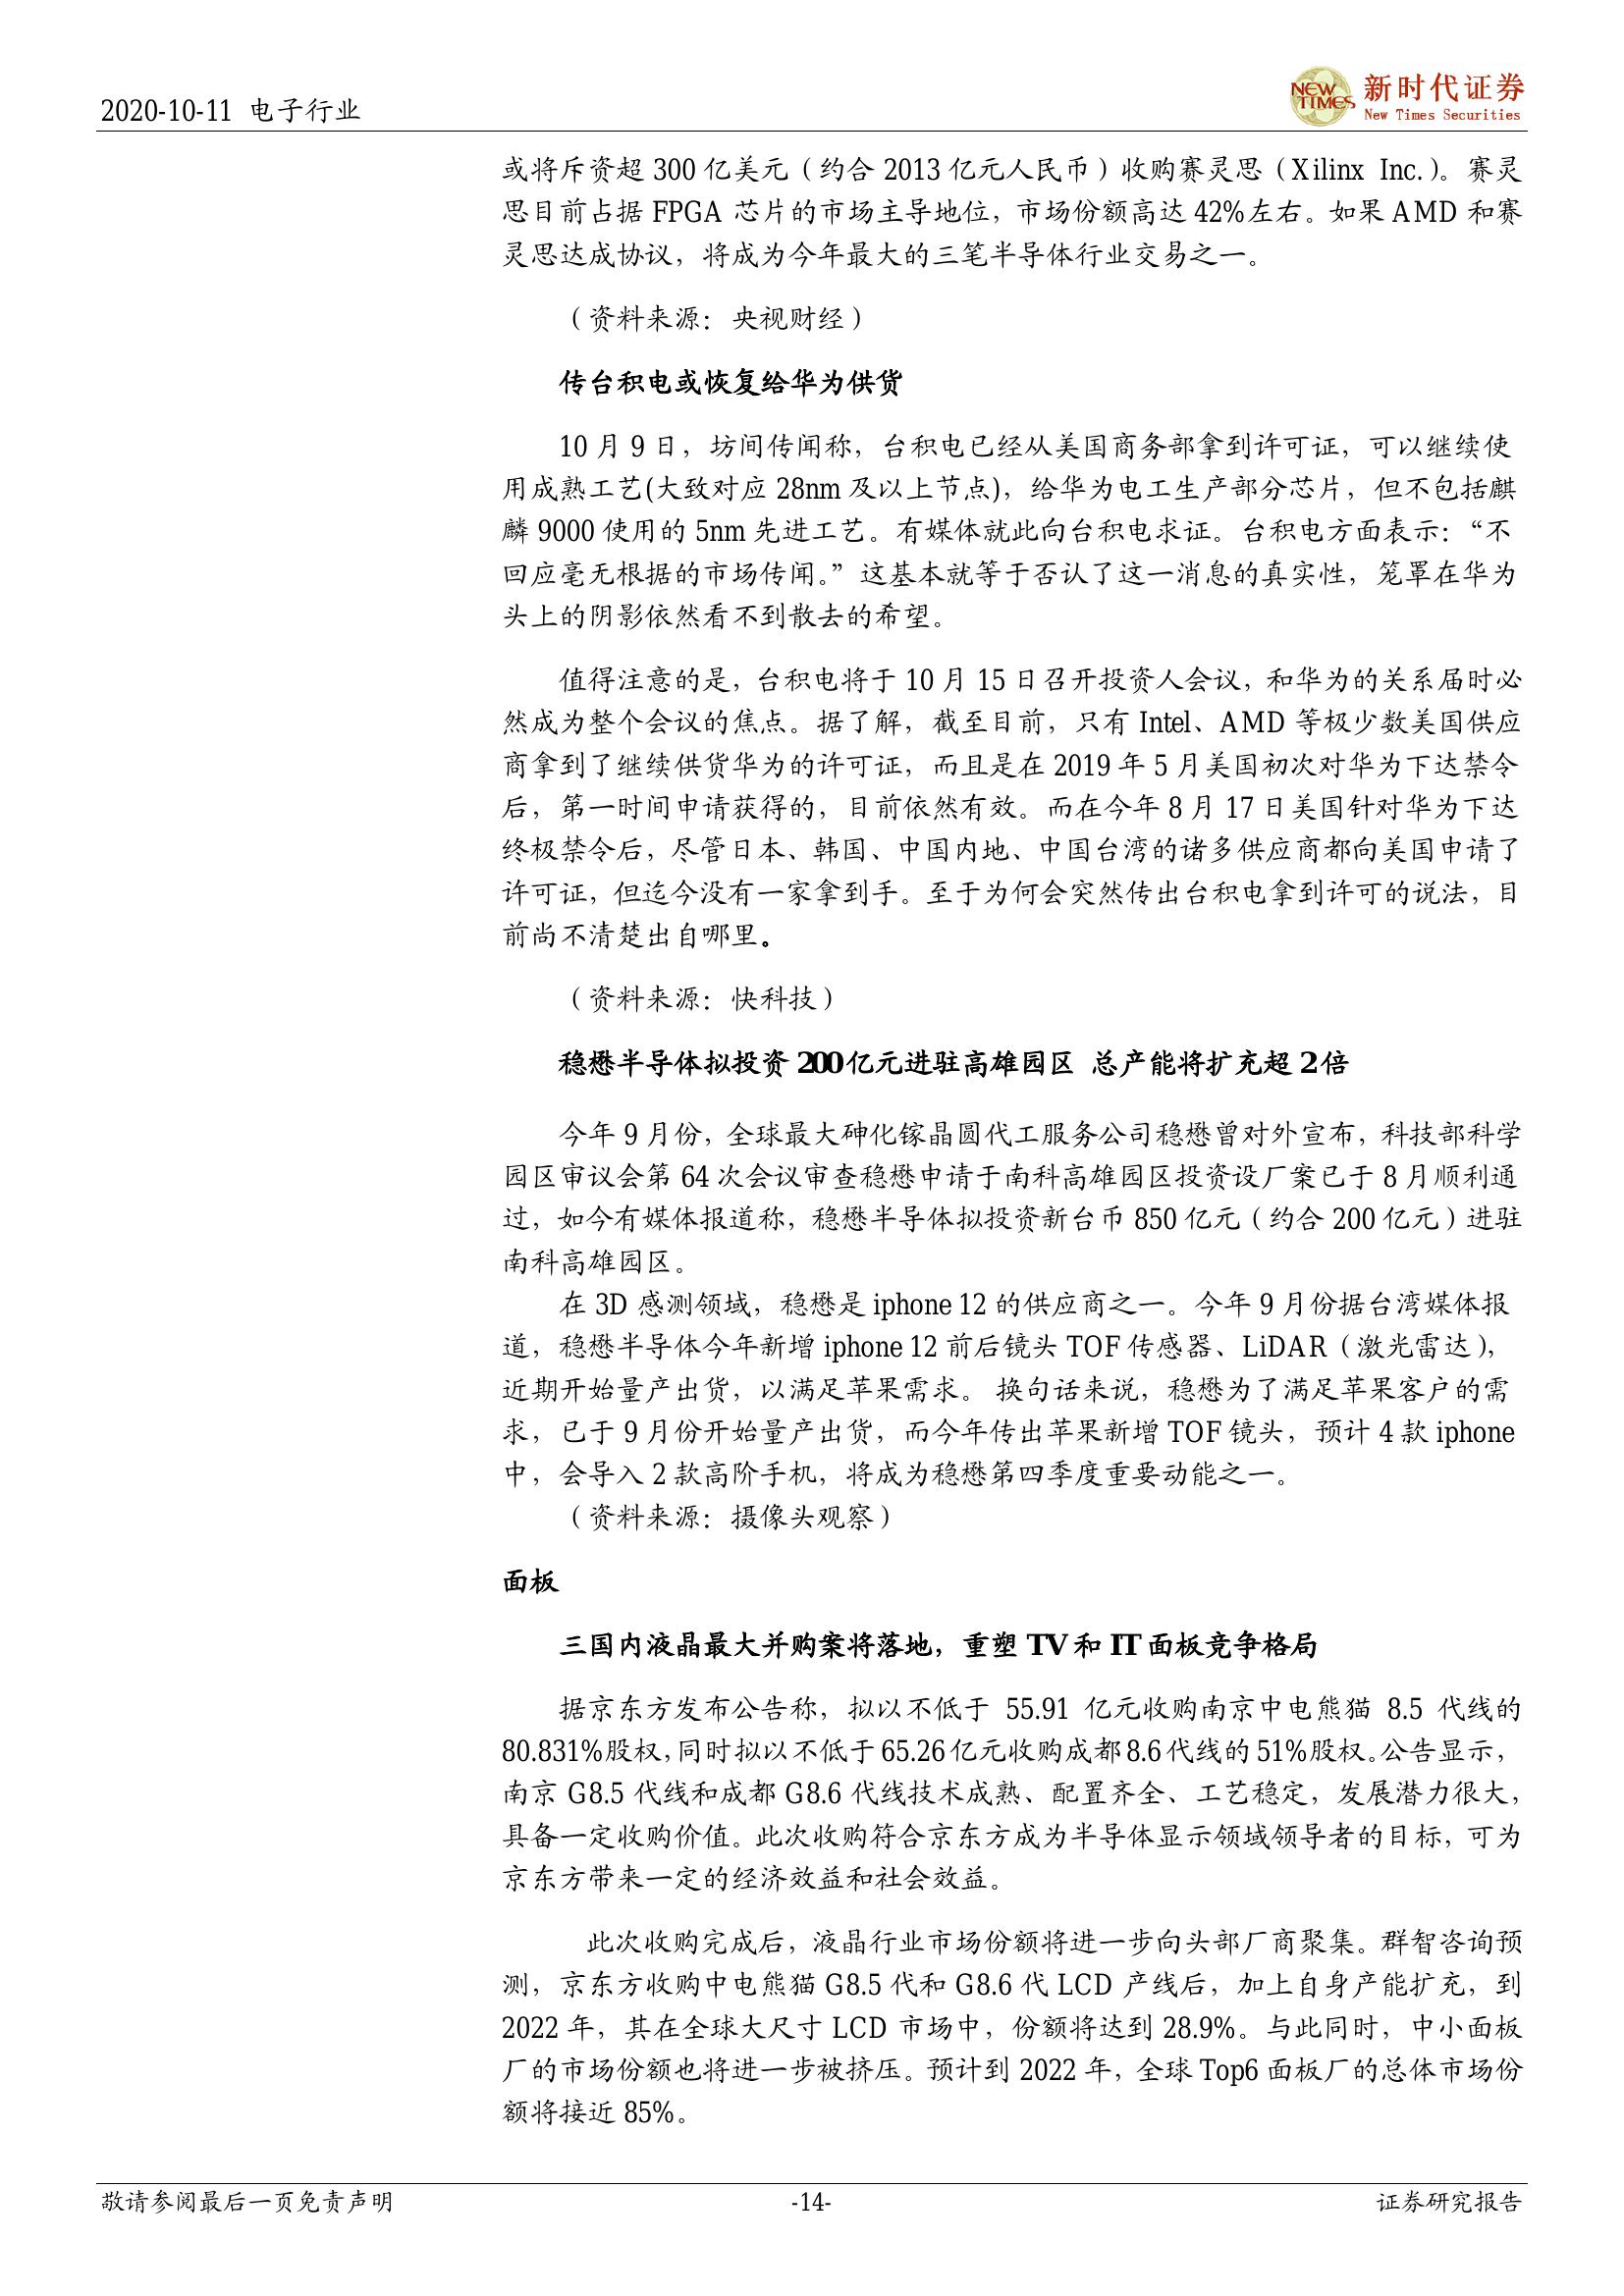 2020-10-11 电子行业
NEW TIMES 新时代证券
New Times Securities
或将斥资超 300 亿美元（约合 2013 亿元人民币）收购赛灵思（Xilinx Inc.）。赛灵
思目前占据 FPGA 芯片的市场主导地位，市场份额高达 42%左右。如果 AMD 和赛
灵思达成协议，将成为今年最大的三笔半导体行业交易之一。
（资料来源：央视财经）
传台积电或恢复给华为供货
10 月 9 日，坊间传闻称，台积电已经从美国商务部拿到许可证，可以继续使
用成熟工艺(大致对应 28nm 及以上节点)，给华为电工生产部分芯片，但不包括麒
麟 9000 使用的 5nm 先进工艺。有媒体就此向台积电求证。台积电方面表示：“不
回应毫无根据的市场传闻。”这基本就等于否认了这一消息的真实性，笼罩在华为
头上的阴影依然看不到散去的希望。
值得注意的是，台积电将于 10 月 15 日召开投资人会议，和华为的关系届时必
然成为整个会议的焦点。据了解，截至目前，只有 Intel、AMD 等极少数美国供应
商拿到了继续供货华为的许可证，而且是在 2019 年 5 月美国初次对华为下达禁令
后，第一时间申请获得的，目前依然有效。而在今年 8 月 17 日美国针对华为下达
终极禁令后，尽管日本、韩国、中国内地、中国台湾的诸多供应商都向美国申请了
许可证，但迄今没有一家拿到手。至于为何会突然传出台积电拿到许可的说法，目
前尚不清楚出自哪里。
（资料来源：快科技）
稳懋半导体拟投资 200 亿元进驻高雄园区 总产能将扩充超 2 倍
今年 9 月份，全球最大砷化镓晶圆代工服务公司稳懋曾对外宣布，科技部科学
园区审议会第 64 次会议审查稳懋申请于南科高雄园区投资设厂案已于 8 月顺利通
过，如今有媒体报道称，稳懋半导体拟投资新台币 850 亿元（约合 200 亿元）进驻
南科高雄园区。
在 3D 感测领域，稳懋是 iphone 12 的供应商之一。今年 9 月份据台湾媒体报
道，稳懋半导体今年新增 iphone 12 前后镜头 TOF 传感器、LiDAR（激光雷达），
近期开始量产出货，以满足苹果需求。 换句话来说，稳懋为了满足苹果客户的需
求，已于 9 月份开始量产出货，而今年传出苹果新增 TOF 镜头，预计 4 款 iphone
中，会导入 2 款高阶手机，将成为稳懋第四季度重要动能之一。
（资料来源：摄像头观察）
面板
三国内液晶最大并购案将落地，重塑 TV 和 IT 面板竞争格局
据京东方发布公告称，拟以不低于 55.91 亿元收购南京中电熊猫 8.5 代线的
80.831%股权，同时拟以不低于 65.26 亿元收购成都 8.6 代线的 51%股权。公告显示，
南京 G8.5 代线和成都 G8.6 代线技术成熟、配置齐全、工艺稳定，发展潜力很大，
具备一定收购价值。此次收购符合京东方成为半导体显示领域领导者的目标，可为
京东方带来一定的经济效益和社会效益。
此次收购完成后，液晶行业市场份额将进一步向头部厂商聚集。群智咨询预
测，京东方收购中电熊猫 G8.5 代和 G8.6 代 LCD 产线后，加上自身产能扩充，到
2022 年，其在全球大尺寸 LCD 市场中，份额将达到 28.9%。与此同时，中小面板
厂的市场份额也将进一步被挤压。预计到 2022 年，全球 Top6 面板厂的总体市场份
额将接近 85%。
敬请参阅最后一页免责声明 -14- 证券研究报告